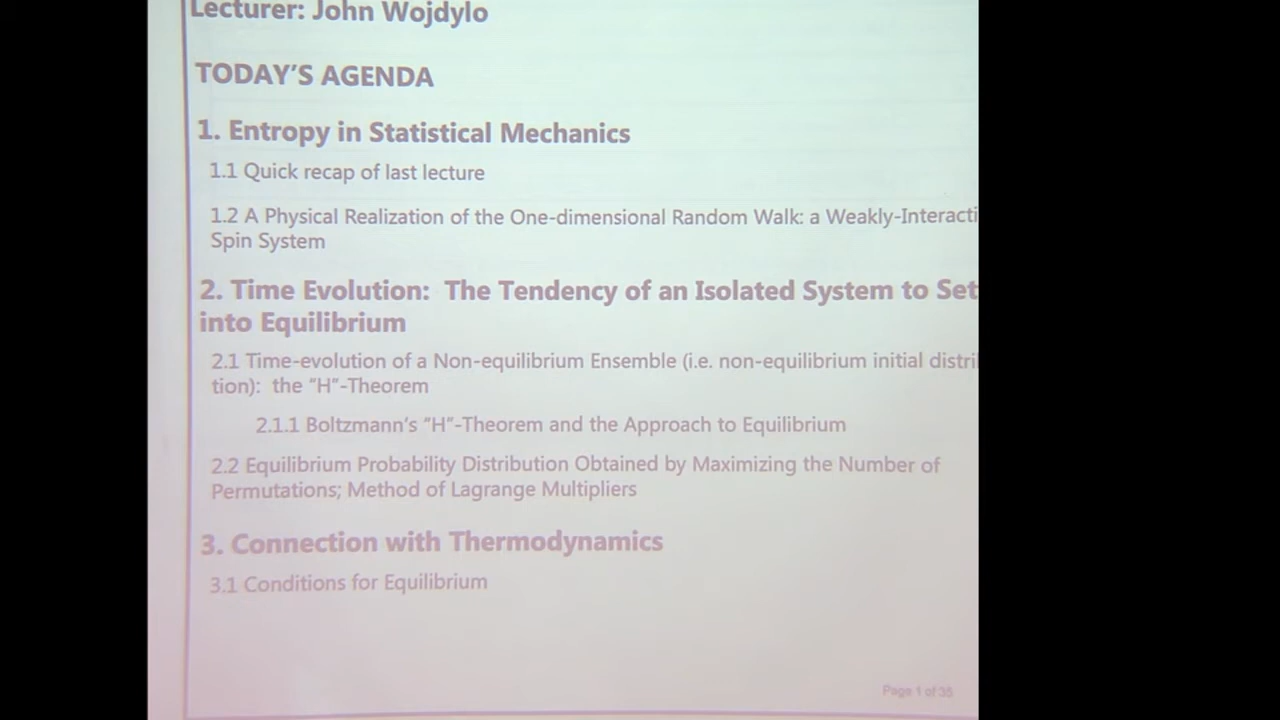 Lecturer: John Wojdylo
TODAY'S AGENDA
1. Entropy in Statistical Mechanics
1.1 Quick recap of last lecture
1.2 A Physical Realization of the One-dimensional Random Walk: a Weakly-Interacti
Spin System
2. Time Evolution: The Tendency of an Isolated System to Set
into Equilibrium
2.1 Time-evolution of a Non-equilibrium Ensemble (i.e. non-equilibrium initial distri
tion): the "H"-Theorem
2.1.1 Boltzmann's "H"-Theorem and the Approach to Equilibrium
2.2 Equilibrium Probability Distribution Obtained by Maximizing the Number of
Permutations; Method of Lagrange Multipliers
3. Connection with Thermodynamics
3.1 Conditions for Equilibrium
Page 1 of 35